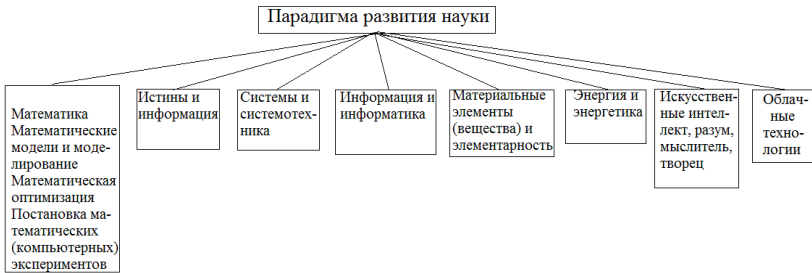 Парадигма развития науки
Математика
Математические
модели и моде-
лирование
Математическая
оптимизация
Постановка ма-
тематических
(компьютерных)
экспериментов
Истины и
информация
Системы и
системотех-
ника
Информация и
информатика
Материальные
элементы
(вещества) и
элементарность
Энергия и
энергетика
Искусствен-
ные интел-
лект, разум,
мыслитель,
творец
Облач-
ные
техно-
логии